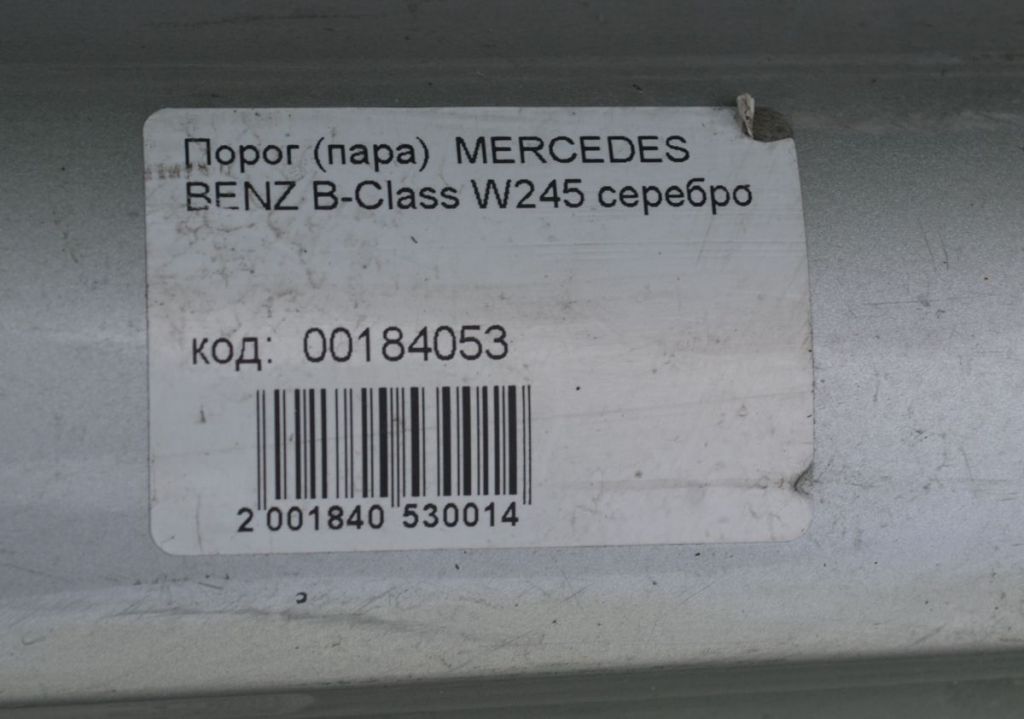 Порог (пара) MERCEDES
BENZ B-Class W245 серебро
код: 00184053
2 001840 530014